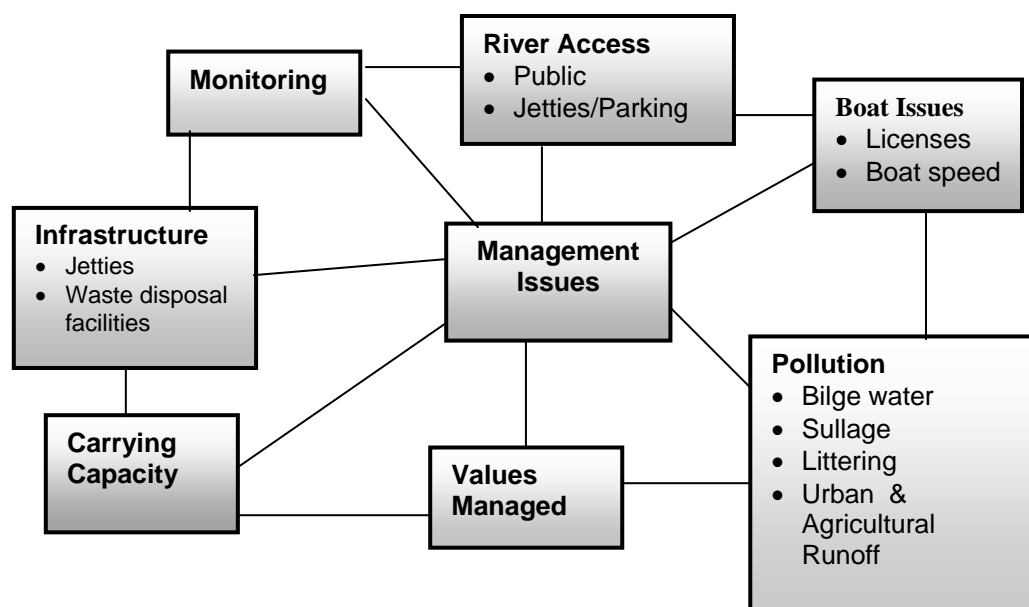 Monitoring
River Access
• Public
• Jetties/Parking
Boat Issues
• Licenses
• Boat speed
Infrastructure
• Jetties
• Waste disposal
facilities
Management
Issues
Pollution
• Bilge water
• Sullage
• Littering
• Urban & 
Agricultural
Runoff
Carrying
Capacity
Values
Managed